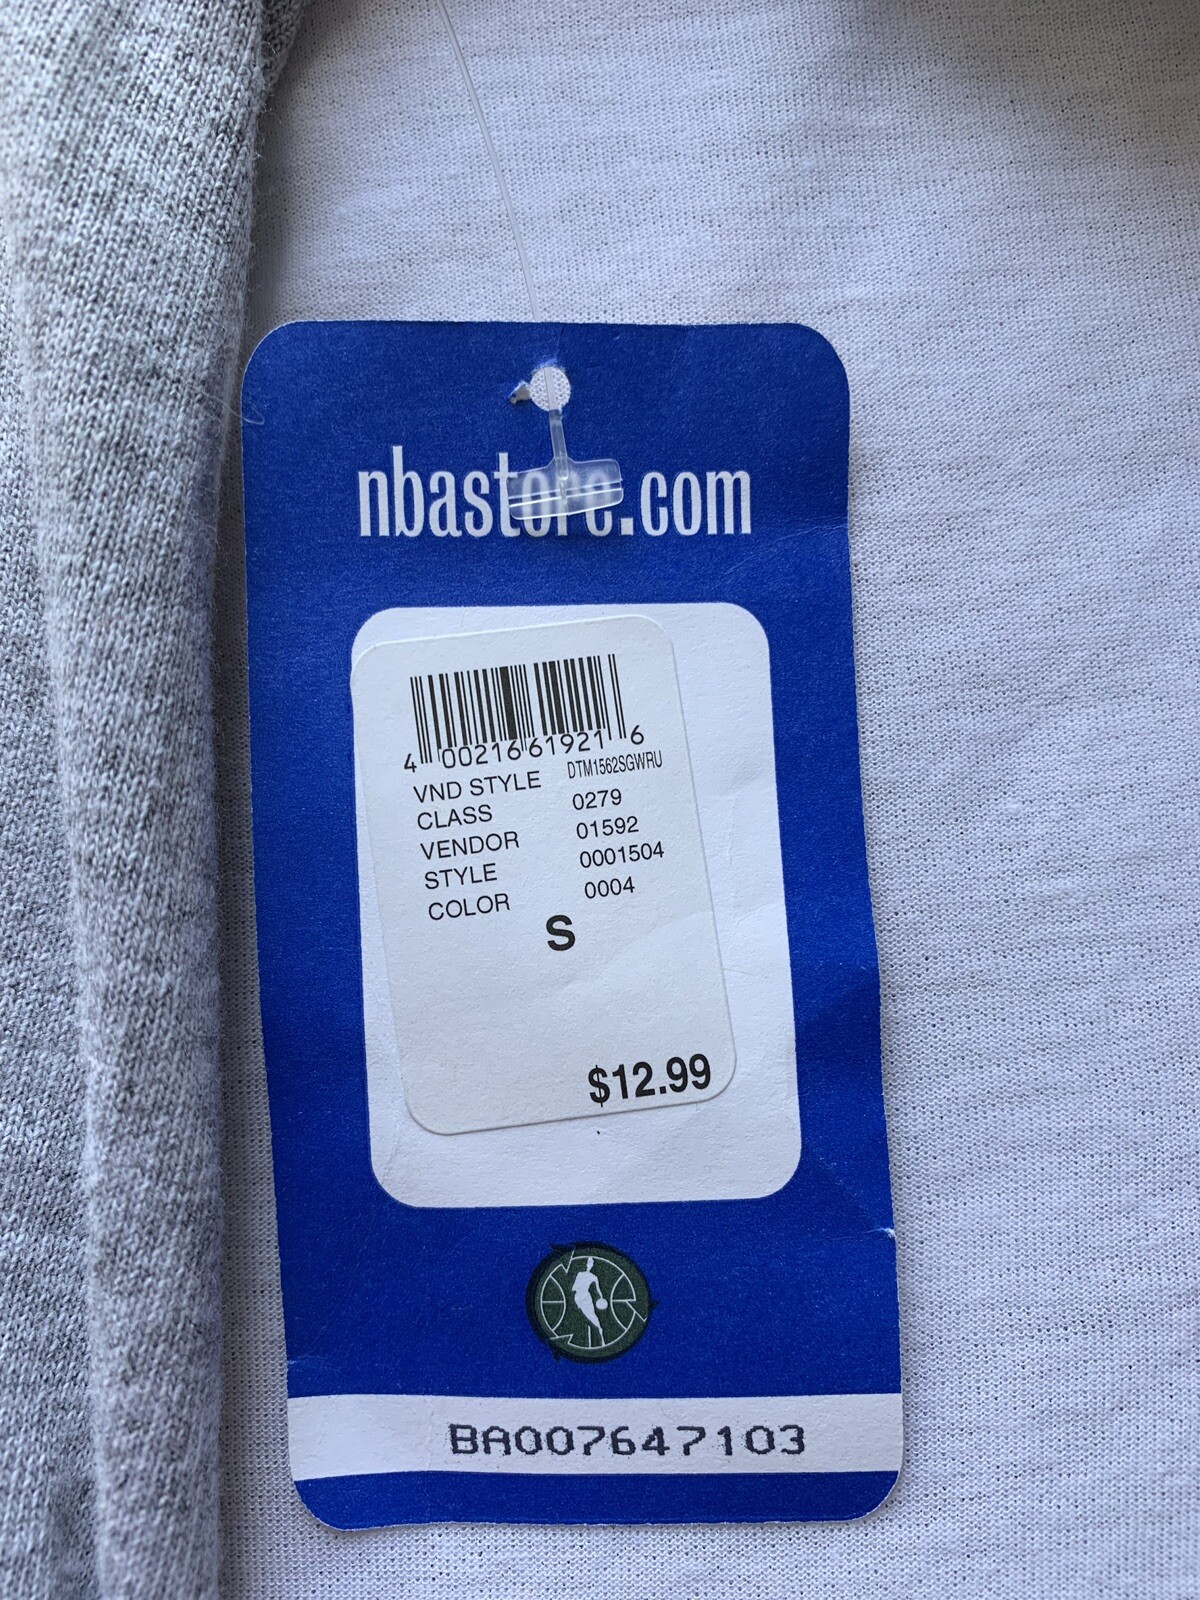 nbastore.com
4 00216 61921 6
VND STYLE DTM1562SGWRU
CLASS 0279
VENDOR 01592
STYLE 0001504
COLOR 0004
S
$12.99
BA007647103